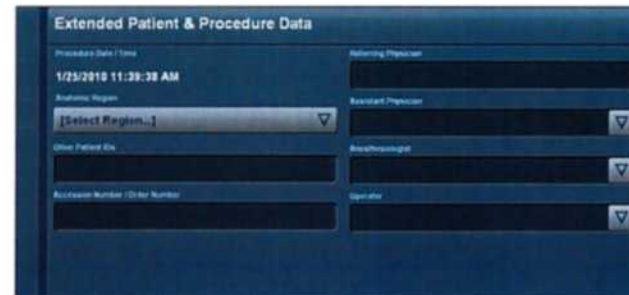 Extended Patient & Procedure Data
Procedure Date / Time
1/25/2010 11:39:38 AM
Anatomic Region
[Select Region...]
Other Patient IDs
Accession Number / Order Number
Referring Physician
Assistant Physician
Anesthesiologist
Operator